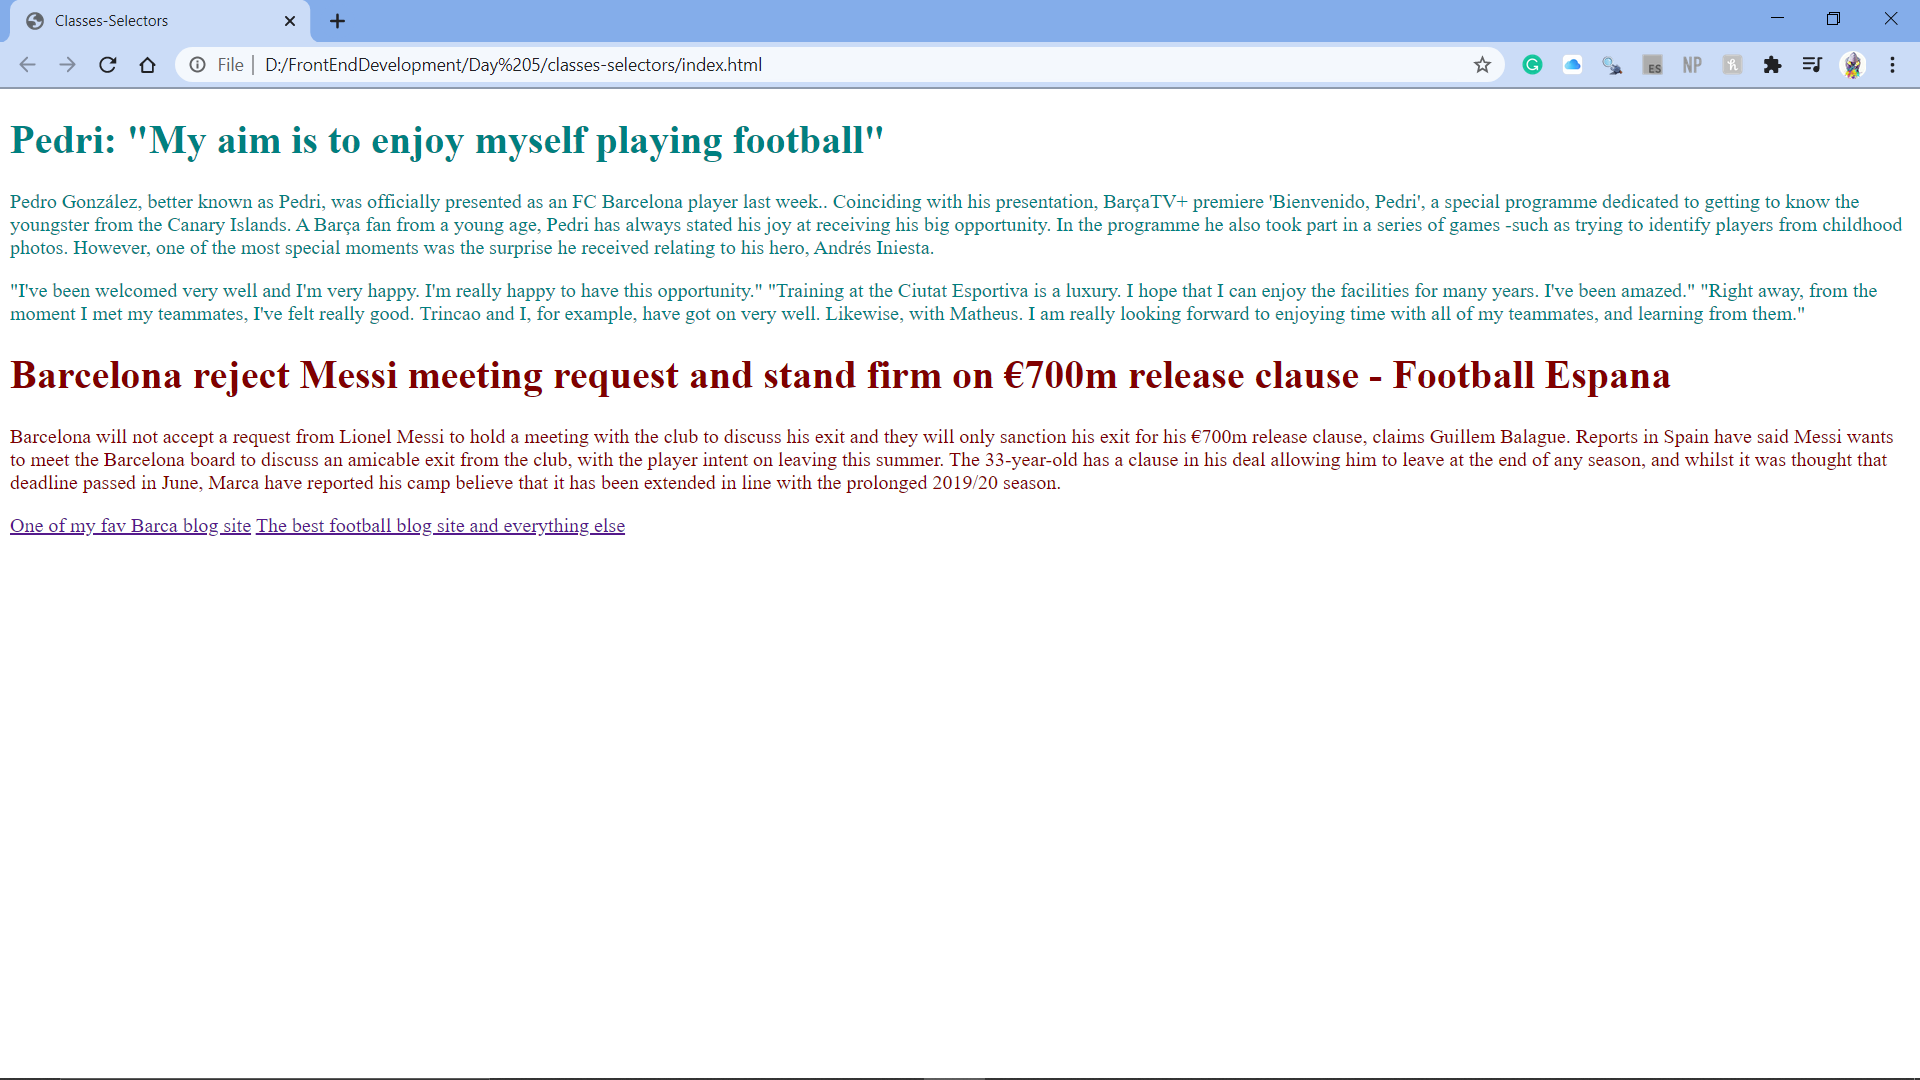 Classes-Selectors
File
D:/FrontEndDevelopment/Day%205/classes-selectors/index.html
ES
NP
Pedri: "My aim is to enjoy myself playing football"
Pedro González, better known as Pedri, was officially presented as an FC Barcelona player last week.. Coinciding with his presentation, BarçaTV+ premiere 'Bienvenido, Pedri', a special programme dedicated to getting to know the
youngster from the Canary Islands. A Barça fan from a young age, Pedri has always stated his joy at receiving his big opportunity. In the programme he also took part in a series of games -such as trying to identify players from childhood
photos. However, one of the most special moments was the surprise he received relating to his hero, Andrés Iniesta.
"I've been welcomed very well and I'm very happy. I'm really happy to have this opportunity." "Training at the Ciutat Esportiva is a luxury. I hope that I can enjoy the facilities for many years. I've been amazed." "Right away, from the
moment I met my teammates, I've felt really good. Trincao and I, for example, have got on very well. Likewise, with Matheus. I am really looking forward to enjoying time with all of my teammates, and learning from them."
Barcelona reject Messi meeting request and stand firm on €700m release clause - Football Espana
Barcelona will not accept a request from Lionel Messi to hold a meeting with the club to discuss his exit and they will only sanction his exit for his €700m release clause, claims Guillem Balague. Reports in Spain have said Messi wants
to meet the Barcelona board to discuss an amicable exit from the club, with the player intent on leaving this summer. The 33-year-old has a clause in his deal allowing him to leave at the end of any season, and whilst it was thought that
deadline passed in June, Marca have reported his camp believe that it has been extended in line with the prolonged 2019/20 season.
One of my fav Barca blog site The best football blog site and everything else